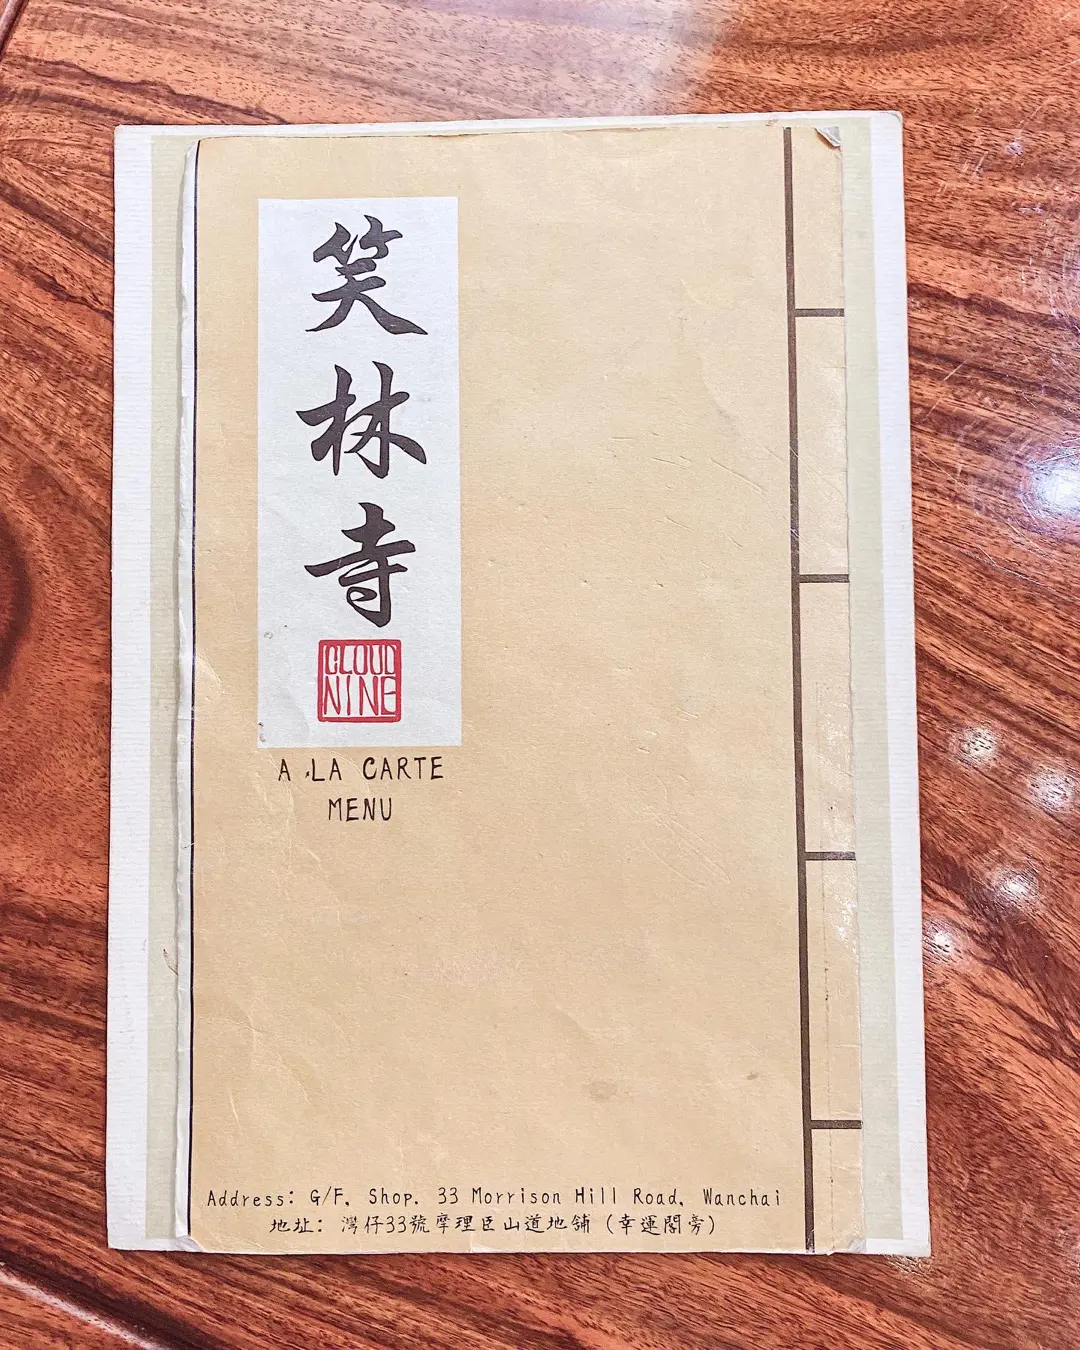 笑林寺
CLOUD
NINE
A LA CARTE
MENU
Address: G/F, Shop, 33 Morrison Hill Road, Wanchai
地址: 灣仔33號摩理臣山道地舖 (幸運閣旁)